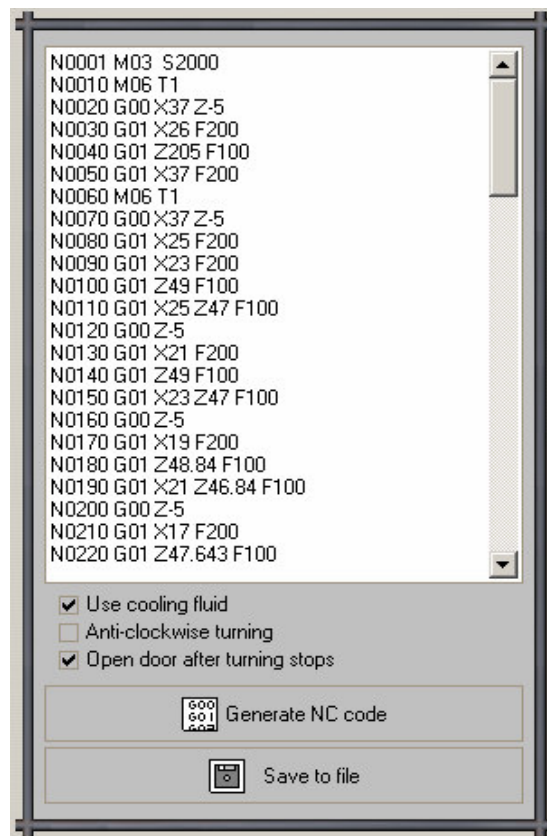 N0001 M03 S2000
N0010 M06 T1
N0020 G00 X37 Z-5
N0030 G01 X26 F200
N0040 G01 Z205 F100
N0050 G01 X37 F200
N0060 M06 T1
N0070 G00 X37 Z-5
N0080 G01 X25 F200
N0090 G01 X23 F200
N0100 G01 Z49 F100
N0110 G01 X25 Z47 F100
N0120 G00 Z-5
N0130 G01 X21 F200
N0140 G01 Z49 F100
N0150 G01 X23 Z47 F100
N0160 G00 Z-5
N0170 G01 X19 F200
N0180 G01 Z48.84 F100
N0190 G01 X21 Z46.84 F100
N0200 G00 Z-5
N0210 G01 X17 F200
N0220 G01 Z47.643 F100
Use cooling fluid
Anti-clockwise turning
Open door after turning stops
Generate NC code
Save to file